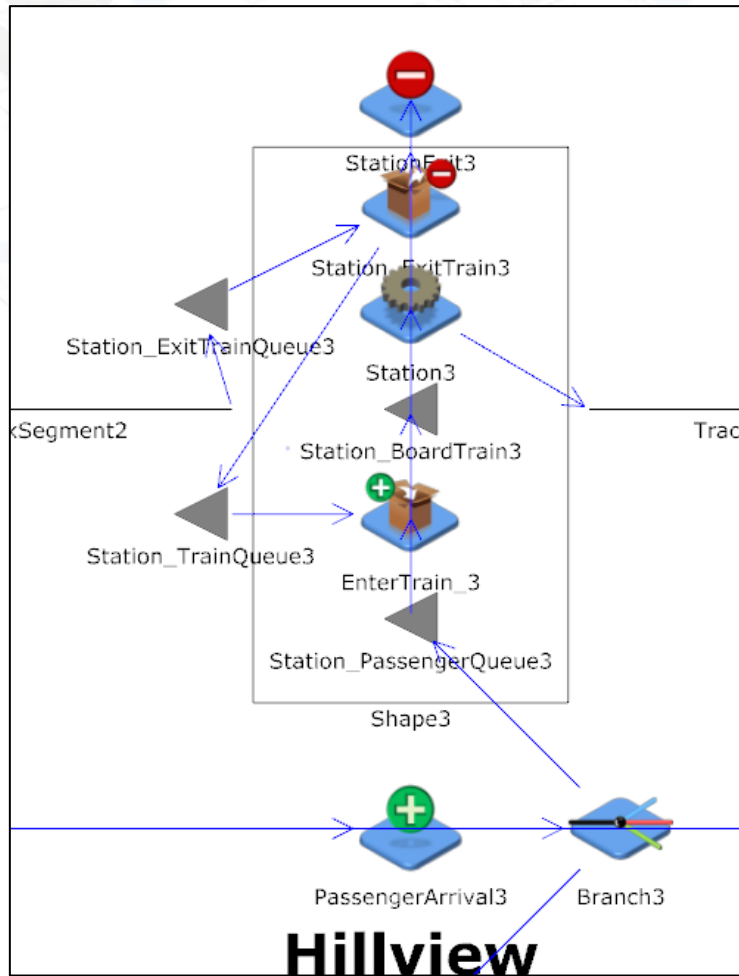 StationExit3
Station_ExitTrain3
Station_ExitTrainQueue3
Station3
kSegment2
Trac
Station_BoardTrain3
Station_TrainQueue3
EnterTrain_3
Station_PassengerQueue3
Shape3
PassengerArrival3
Branch3
Hillview